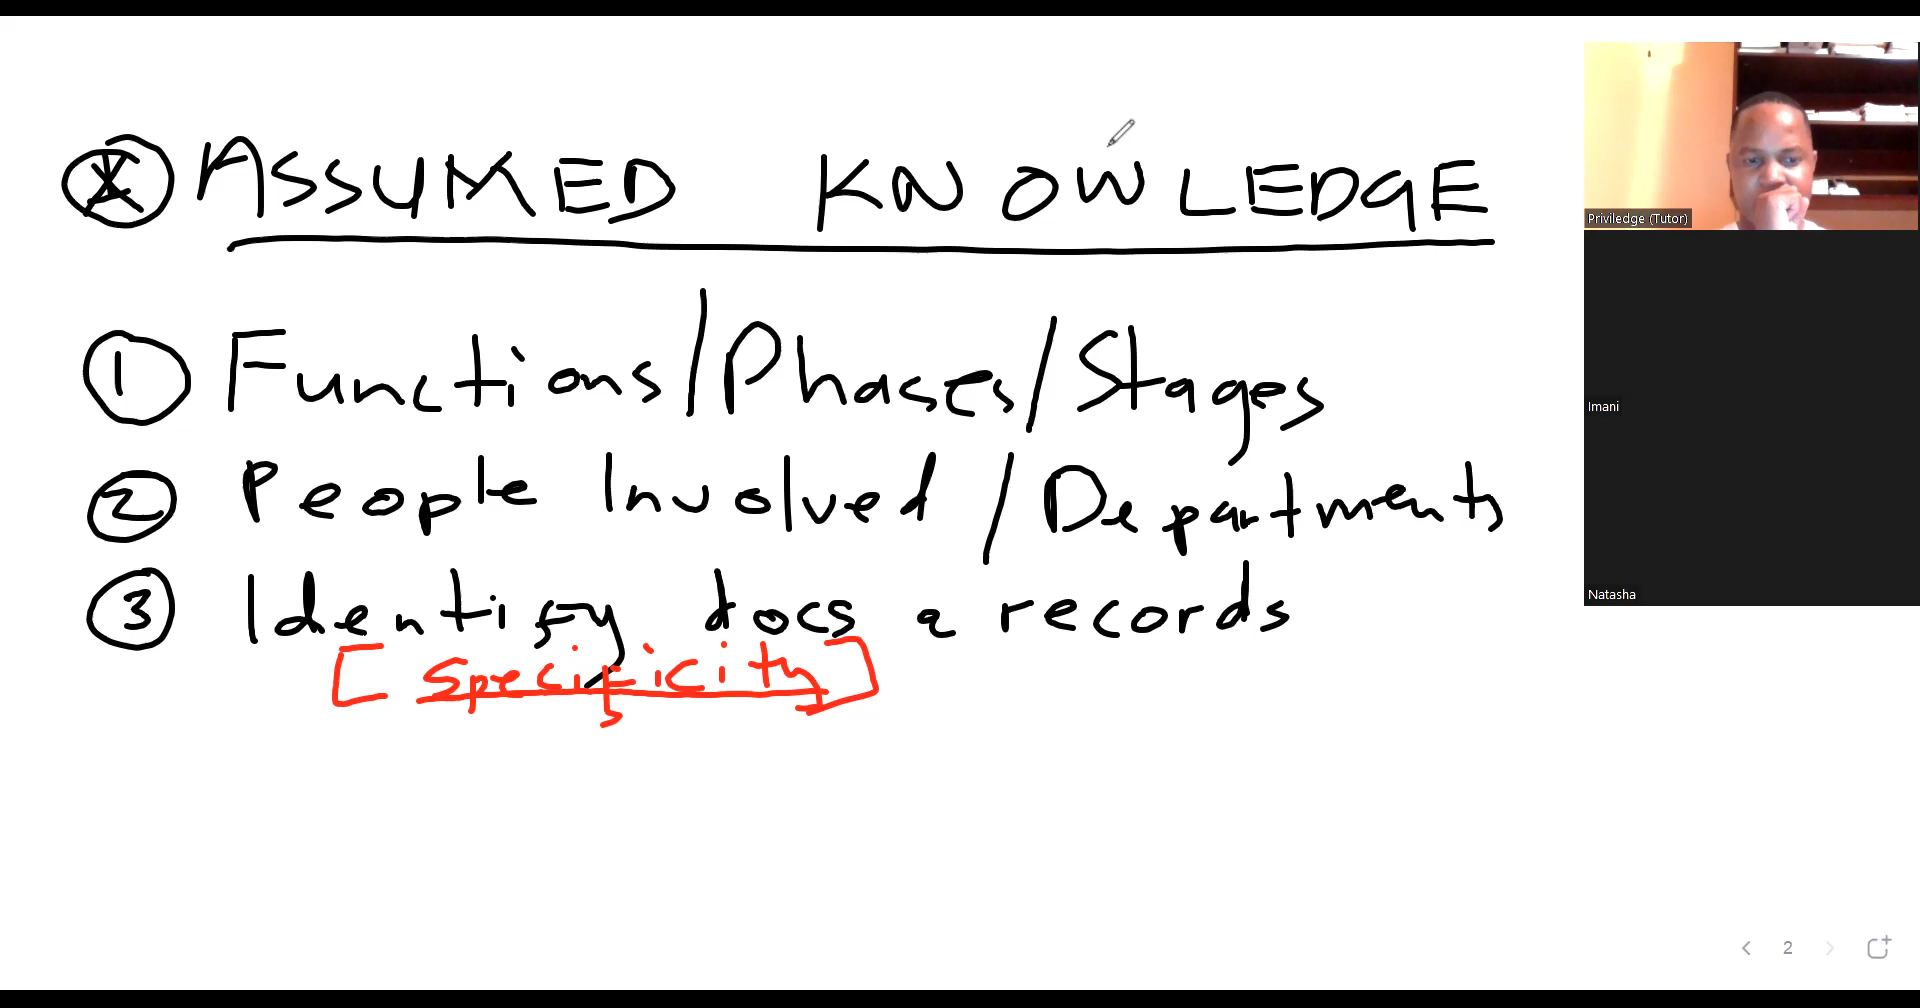 ASSUMED KNOWLEDGE
1 Functions/Phases/Stages
2 People Involved/Departments
3 Identify docs & records
[Specificity]
Priviledge (Tutor)
Imani
Natasha
2